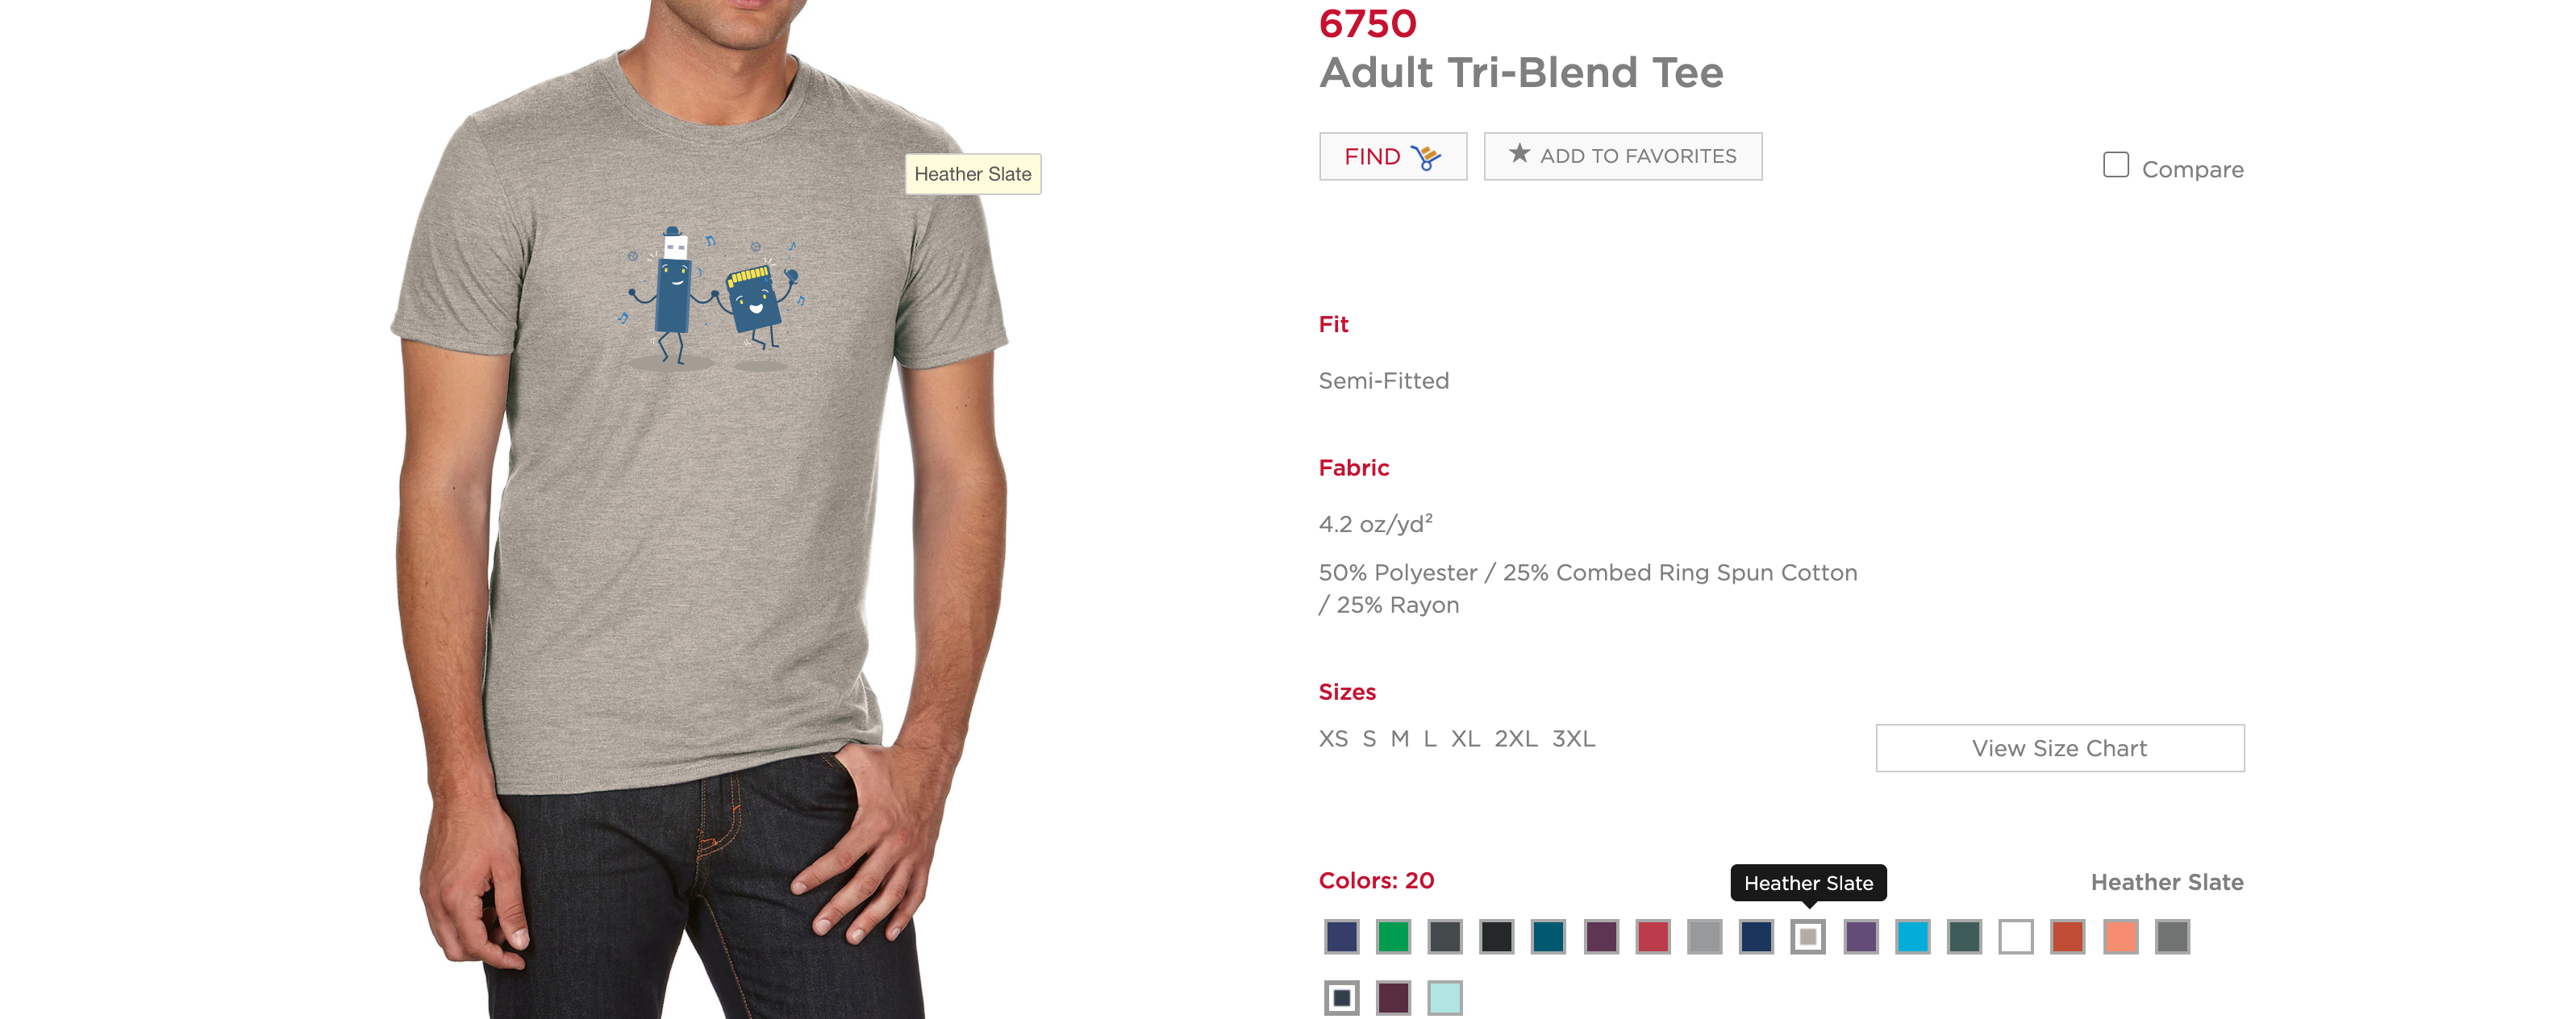 6750
Adult Tri-Blend Tee
FIND
★ ADD TO FAVORITES
Compare
Heather Slate
Fit
Semi-Fitted
Fabric
4.2 oz/yd²
50% Polyester / 25% Combed Ring Spun Cotton
/ 25% Rayon
Sizes
XS S M L XL 2XL 3XL
View Size Chart
Colors: 20
Heather Slate
Heather Slate